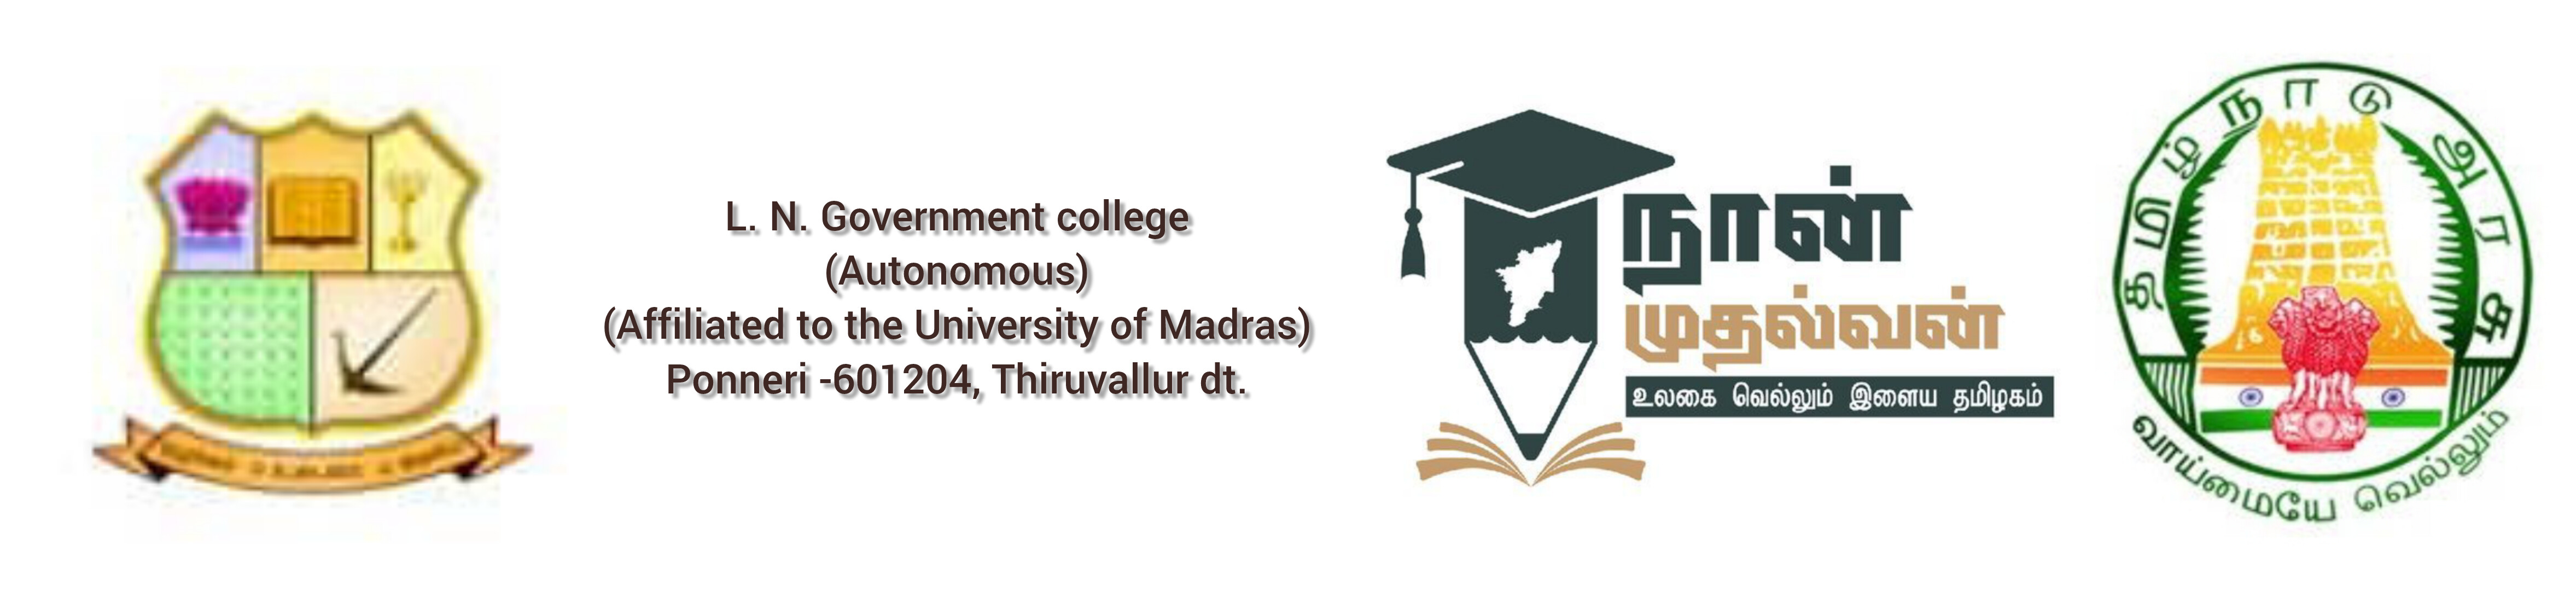 L. N. Government college
(Autonomous)
(Affiliated to the University of Madras)
Ponneri -601204, Thiruvallur dt.
நான்
முதல்வன்
உலகை வெல்லும் இளைய தமிழகம்
தமிழ்நாடு அரசு
வாய்மையே வெல்லும்